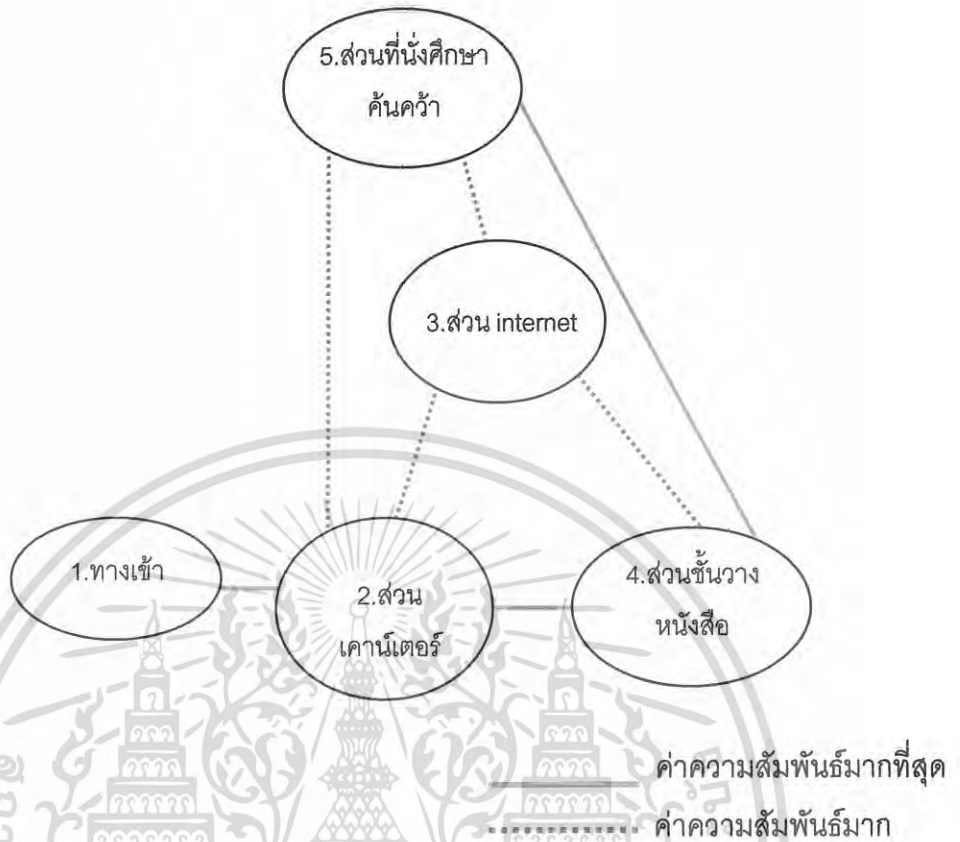 5.ส่วนที่นั่งศึกษา
ค้นคว้า
3.ส่วน internet
1.ทางเข้า
2.ส่วน
เคาน์เตอร์
4.ส่วนชั้นวาง
หนังสือ
ค่าความสัมพันธ์มากที่สุด
ค่าความสัมพันธ์มาก